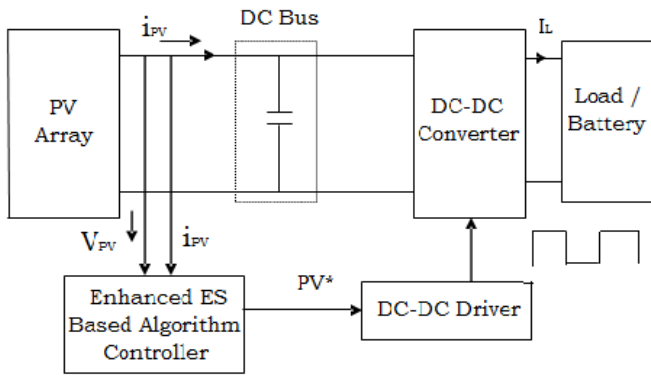 DC Bus
iPV
IL
PV
Array
DC-DC
Converter
Load /
Battery
VPV
iPV
Enhanced ES
Based Algorithm
Controller
PV*
DC-DC Driver